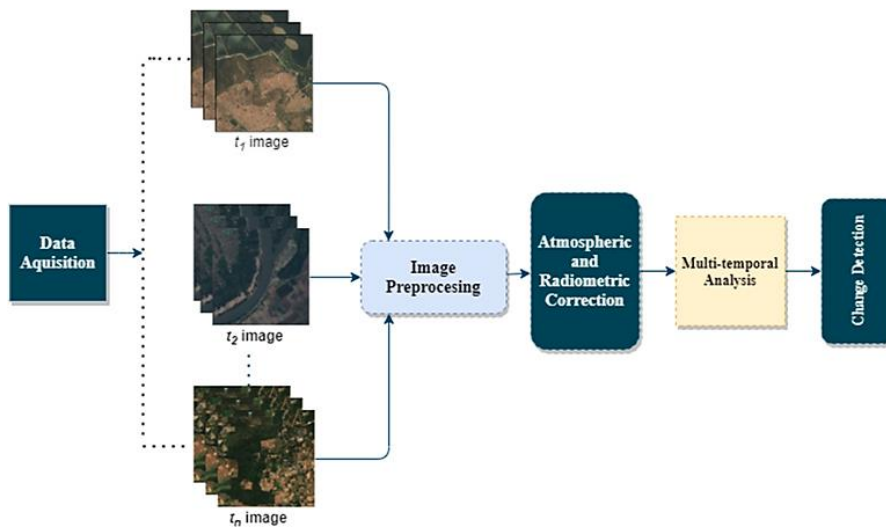 t1 image
Data
Aquisition
t2 image
Image
Preprocesing
Atmospheric
and
Radiometric
Correction
Multi-temporal
Analysis
Change Detection
tn image